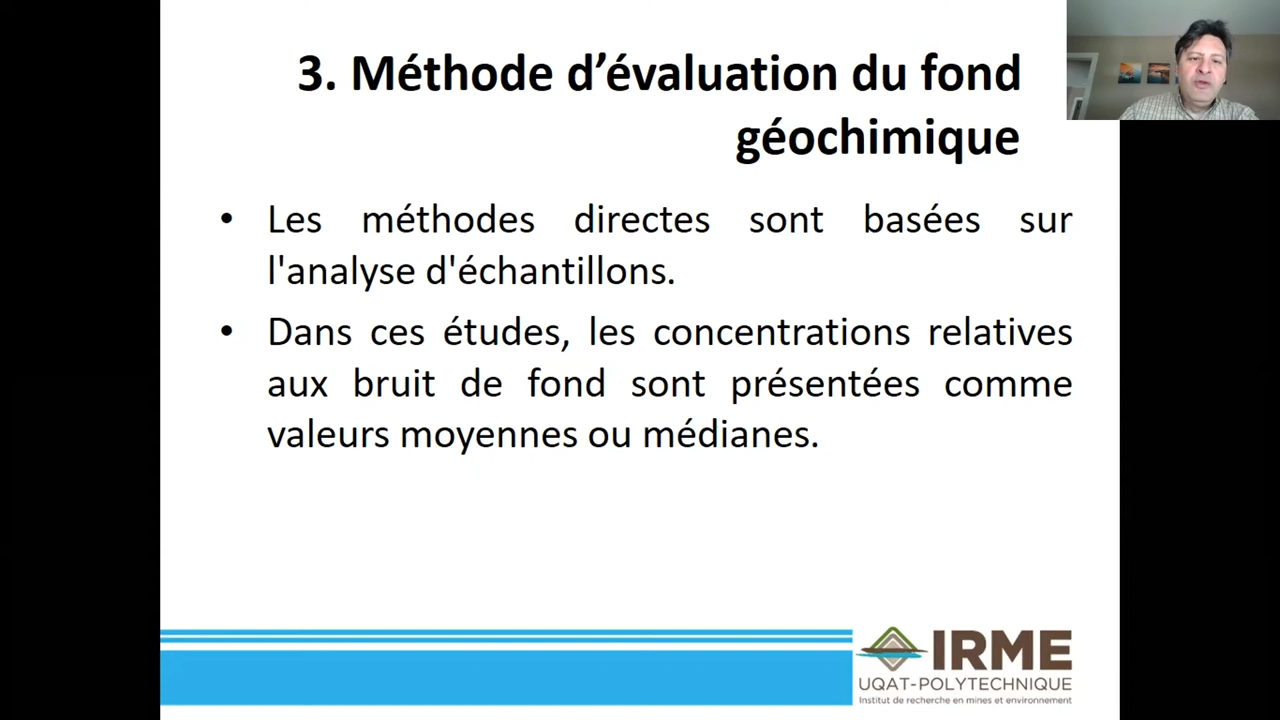 3. Méthode d’évaluation du fond
géochimique
• Les méthodes directes sont basées sur
l'analyse d'échantillons.
• Dans ces études, les concentrations relatives
aux bruit de fond sont présentées comme
valeurs moyennes ou médianes.
IRME
UQAT-POLYTECHNIQUE
Institut de recherche en mines et environnement